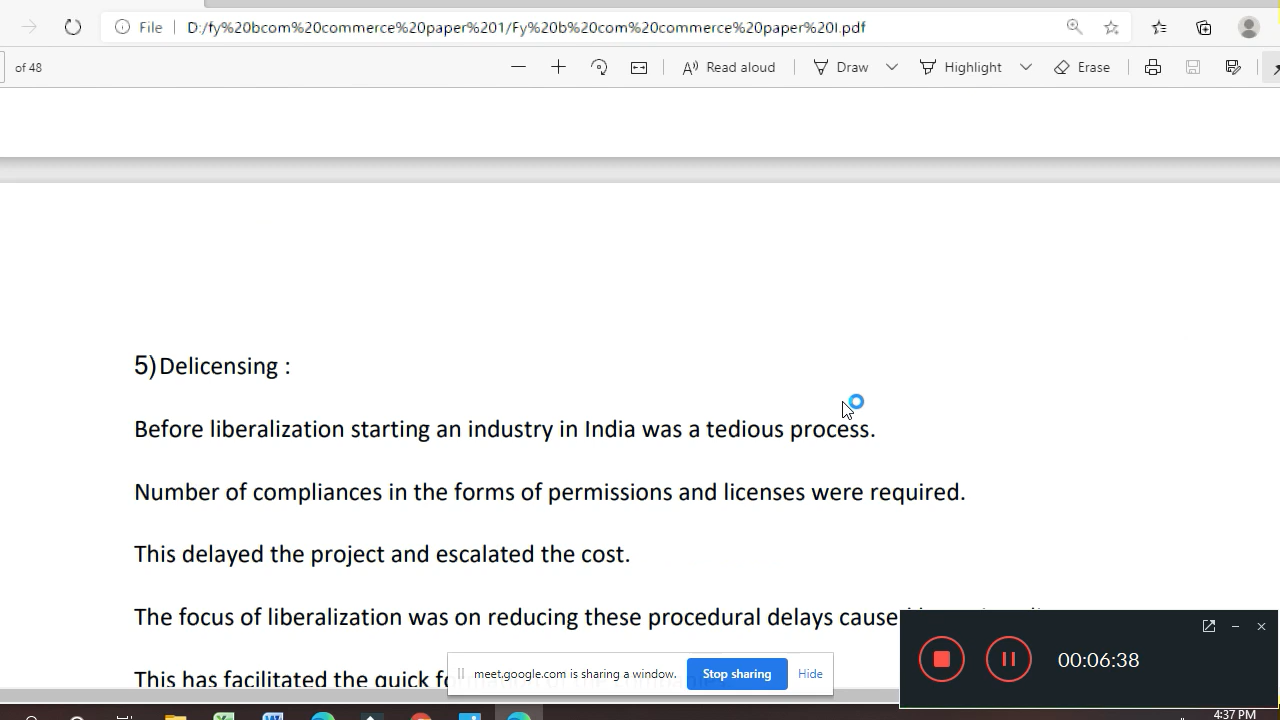 File D:/fy%20bcom%20commerce%20paper%201/Fy%20b%20com%20commerce%20paper%20I.pdf
of 48 Read aloud Draw Highlight Erase
5)Delicensing :
Before liberalization starting an industry in India was a tedious process.
Number of compliances in the forms of permissions and licenses were required.
This delayed the project and escalated the cost.
The focus of liberalization was on reducing these procedural delays
This has facilitated the quick
meet.google.com is sharing a window. Stop sharing Hide
00:06:38
4:37 PM